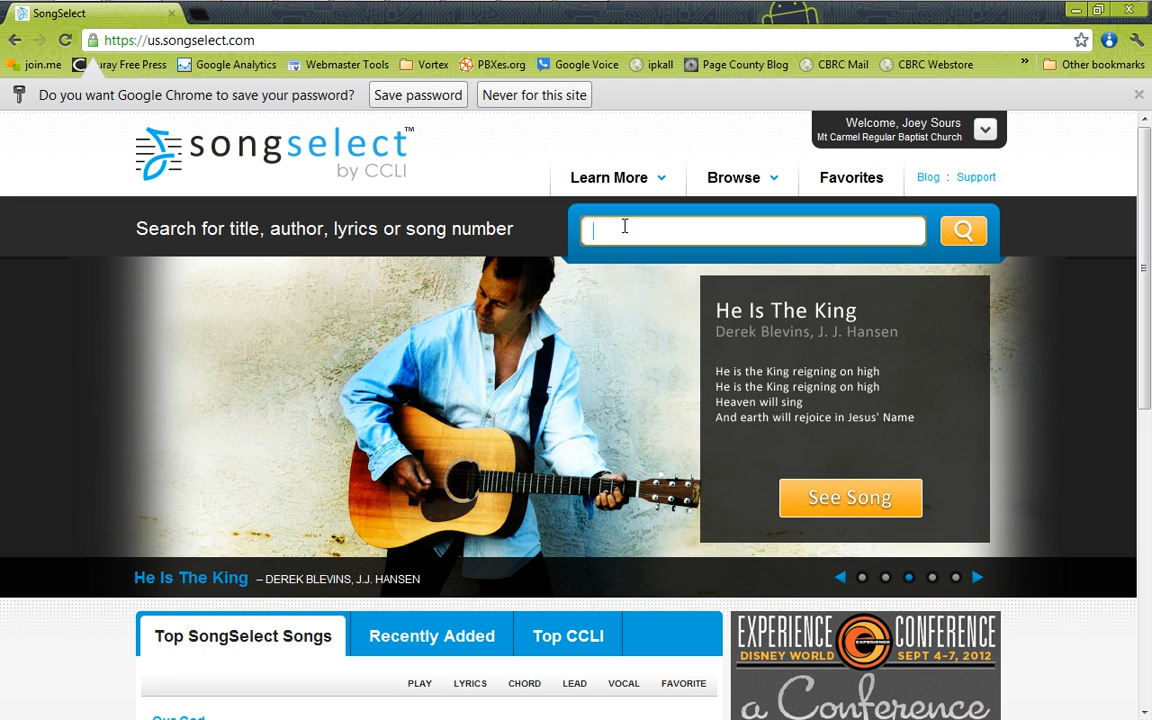 SongSelect
https://us.songselect.com
join.me
uray Free Press
Google Analytics
Webmaster Tools
Vortex
PBXes.org
Google Voice
ipkall
Page County Blog
CBRC Mail
CBRC Webstore
»
Other bookmarks
Do you want Google Chrome to save your password?
Save password
Never for this site
songselect™
by CCLI
Welcome, Joey Sours
Mt Carmel Regular Baptist Church
Learn More
Browse
Favorites
Blog : Support
Search for title, author, lyrics or song number
He Is The King
Derek Blevins, J. J. Hansen
He is the King reigning on high
He is the King reigning on high
Heaven will sing
And earth will rejoice in Jesus' Name
See Song
He Is The King – DEREK BLEVINS, J.J. HANSEN
Top SongSelect Songs
Recently Added
Top CCLI
PLAY
LYRICS
CHORD
LEAD
VOCAL
FAVORITE
Our God
EXPERIENCE CONFERENCE
DISNEY WORLD
EXPERIENCE
SEPT 4-7, 2012
a Conference